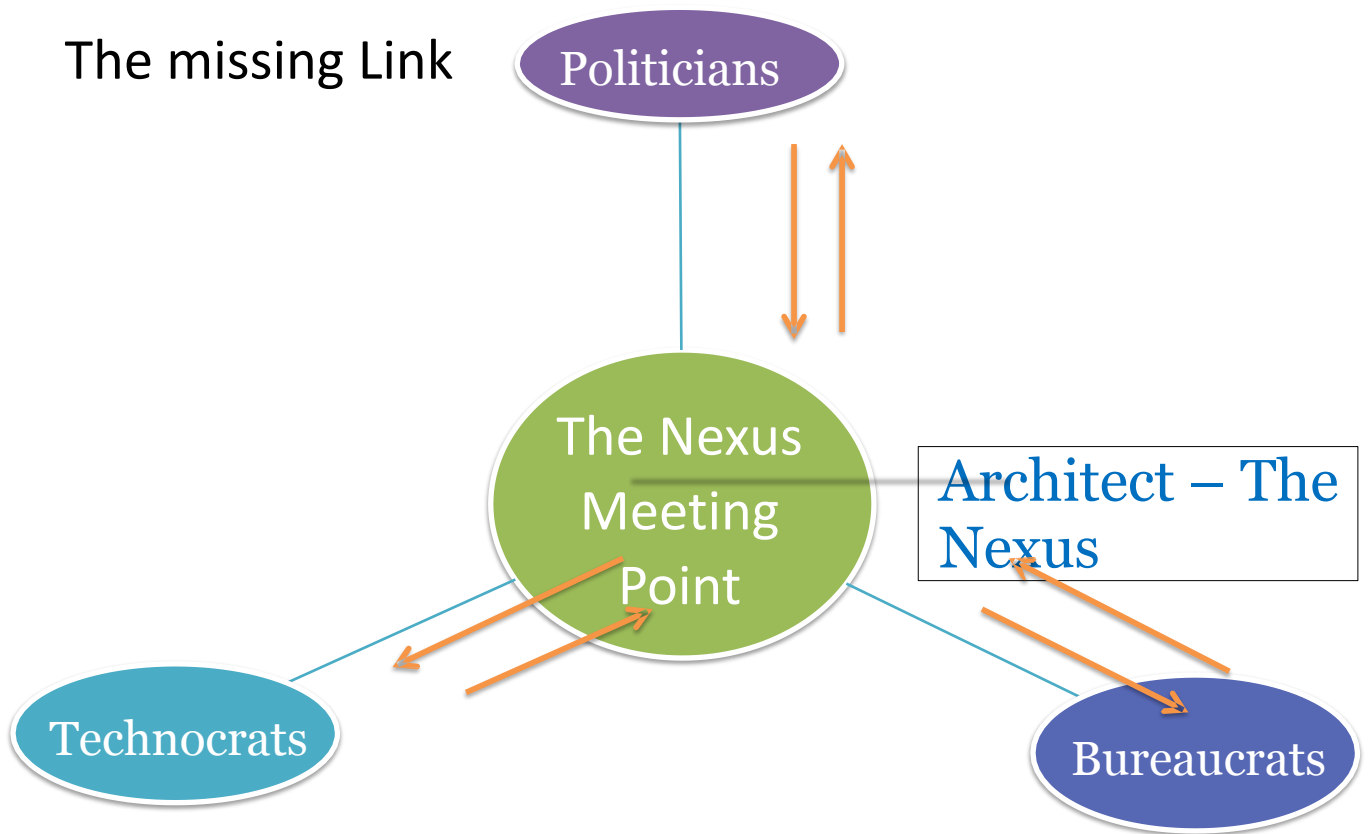 The missing Link
Politicians
The Nexus
Meeting
Point
Architect – The
Nexus
Technocrats
Bureaucrats